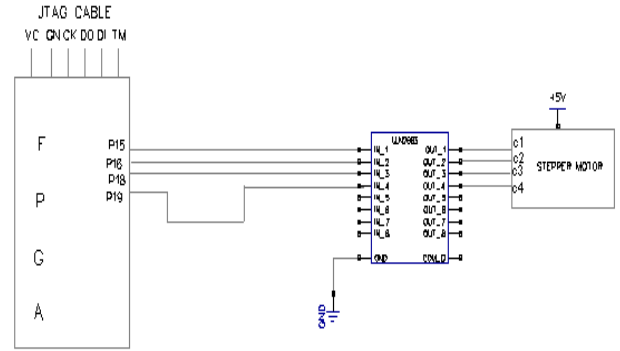 JTAG CABLE
VC GN CK DO DI TM
F
P
G
A
P15
P16
P18
P19
IN_1
IN_2
IN_3
IN_4
IN_5
IN_6
IN_7
IN_8
GND
OUT_1
OUT_2
OUT_3
OUT_4
OUT_5
OUT_6
OUT_7
OUT_8
GND
+5V
c1
c2
c3
c4
STEPPER MOTOR